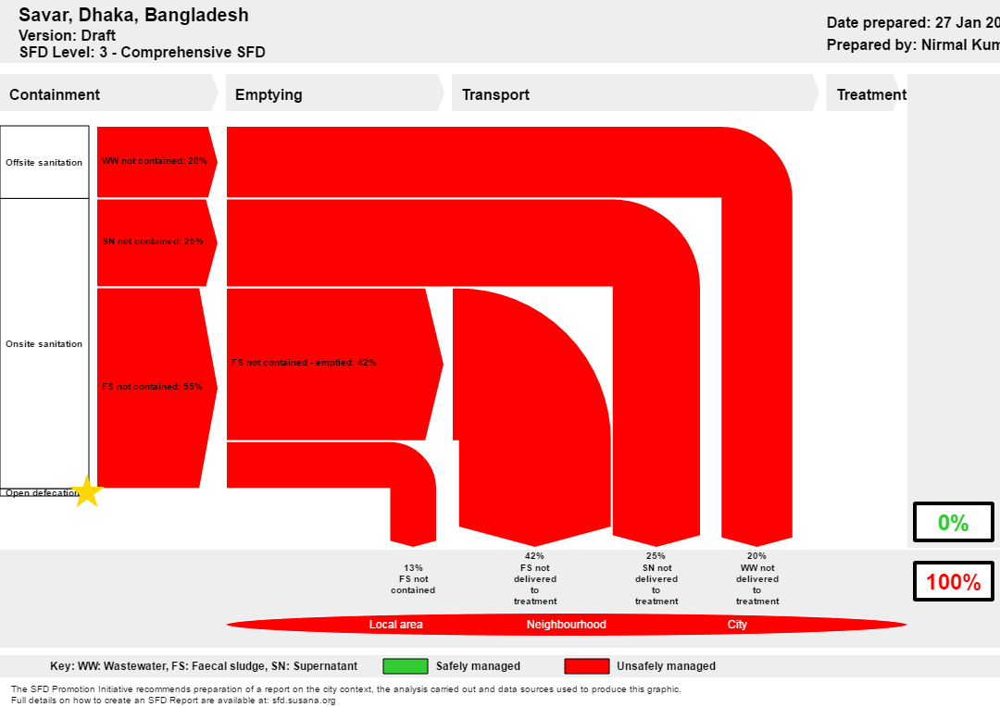 Savar, Dhaka, Bangladesh
Version: Draft
SFD Level: 3 - Comprehensive SFD
Date prepared: 27 Jan 20
Prepared by: Nirmal Kum
Containment
Emptying
Transport
Treatment
Offsite sanitation
WW not contained: 20%
SN not contained: 25%
Onsite sanitation
FS not contained - emptied: 42%
FS not contained: 55%
Open defecation
0%
100%
13%
FS not
contained
42%
FS not
delivered
to
treatment
25%
SN not
delivered
to
treatment
20%
WW not
delivered
to
treatment
Local area
Neighbourhood
City
Key: WW: Wastewater, FS: Faecal sludge, SN: Supernatant
Safely managed
Unsafely managed
The SFD Promotion Initiative recommends preparation of a report on the city context, the analysis carried out and data sources used to produce this graphic.
Full details on how to create an SFD Report are available at: sfd.susana.org